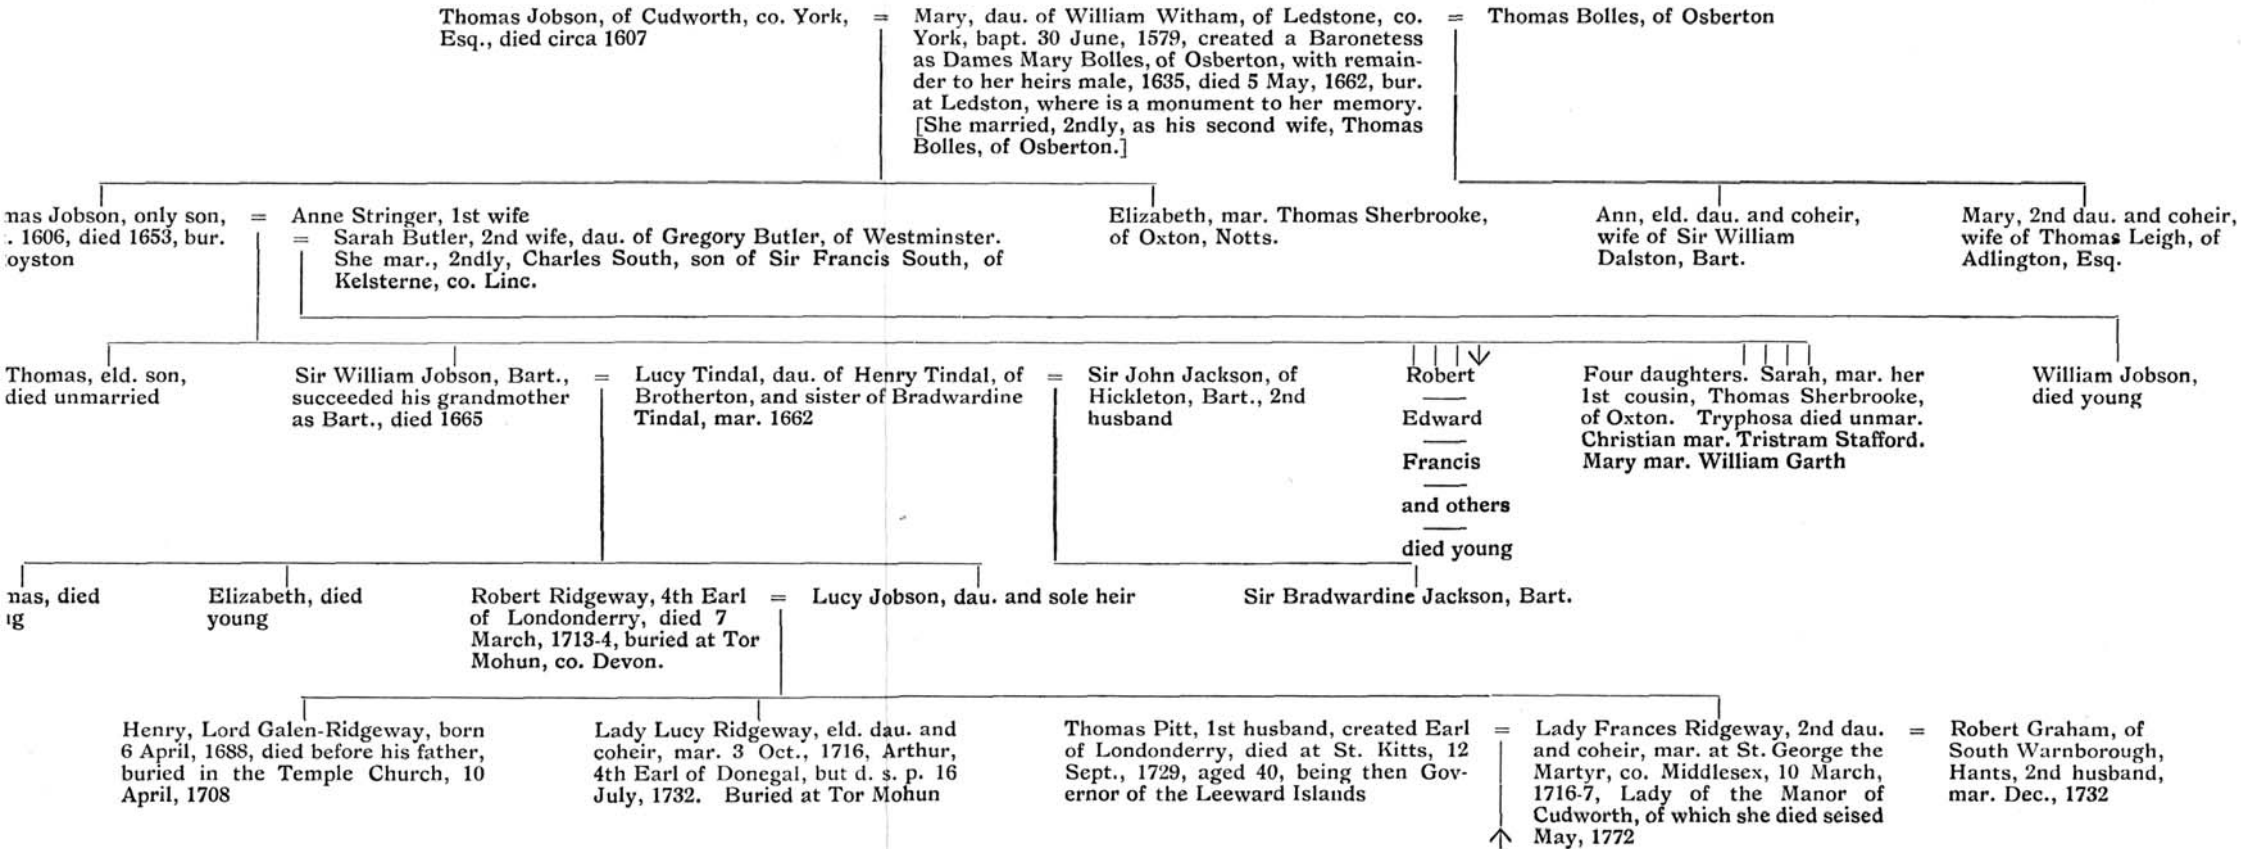 Thomas Jobson, of Cudworth, co. York,
Esq., died circa 1607
=
Mary, dau. of William Witham, of Ledstone, co.
York, bapt. 30 June, 1579, created a Baronetess
as Dames Mary Bolles, of Osberton, with remain-
der to her heirs male, 1635, died 5 May, 1662, bur.
at Ledston, where is a monument to her memory.
[She married, 2ndly, as his second wife, Thomas
Bolles, of Osberton.]
=
Thomas Bolles, of Osberton
Jobson, only son,
1606, died 1653, bur.
=
Anne Stringer, 1st wife
= Sarah Butler, 2nd wife, dau. of Gregory Butler, of Westminster.
She mar., 2ndly, Charles South, son of Sir Francis South, of
Kelsterne, co. Linc.
Elizabeth, mar. Thomas Sherbrooke,
of Oxton, Notts.
Ann, eld. dau. and coheir,
wife of Sir William
Dalston, Bart.
Mary, 2nd dau. and coheir,
wife of Thomas Leigh, of
Adlington, Esq.
Thomas, eld. son,
died unmarried
Sir William Jobson, Bart.,
succeeded his grandmother
as Bart., died 1665
=
Lucy Tindal, dau. of Henry Tindal, of
Brotherton, and sister of Bradwardine
Tindal, mar. 1662
=
Sir John Jackson, of
Hickleton, Bart., 2nd
husband
Robert
Edward
Francis
and others
died young
Four daughters. Sarah, mar. her
1st cousin, Thomas Sherbrooke,
of Oxton. Tryphosa died unmar.
Christian mar. Tristram Stafford.
Mary mar. William Garth
William Jobson,
died young
died
Elizabeth, died
young
Robert Ridgeway, 4th Earl
of Londonderry, died 7
March, 1713-4, buried at Tor
Mohun, co. Devon.
=
Lucy Jobson, dau. and sole heir
Sir Bradwardine Jackson, Bart.
Henry, Lord Galen-Ridgeway, born
6 April, 1688, died before his father,
buried in the Temple Church, 10
April, 1708
Lady Lucy Ridgeway, eld. dau. and
coheir, mar. 3 Oct., 1716, Arthur,
4th Earl of Donegal, but d. s. p. 16
July, 1732. Buried at Tor Mohun
Thomas Pitt, 1st husband, created Earl
of Londonderry, died at St. Kitts, 12
Sept., 1729, aged 40, being then Gov-
ernor of the Leeward Islands
=
Lady Frances Ridgeway, 2nd dau.
and coheir, mar. at St. George the
Martyr, co. Middlesex, 10 March,
1716-7, Lady of the Manor of
Cudworth, of which she died seised
May, 1772
=
Robert Graham, of
South Warnborough,
Hants, 2nd husband,
mar. Dec., 1732